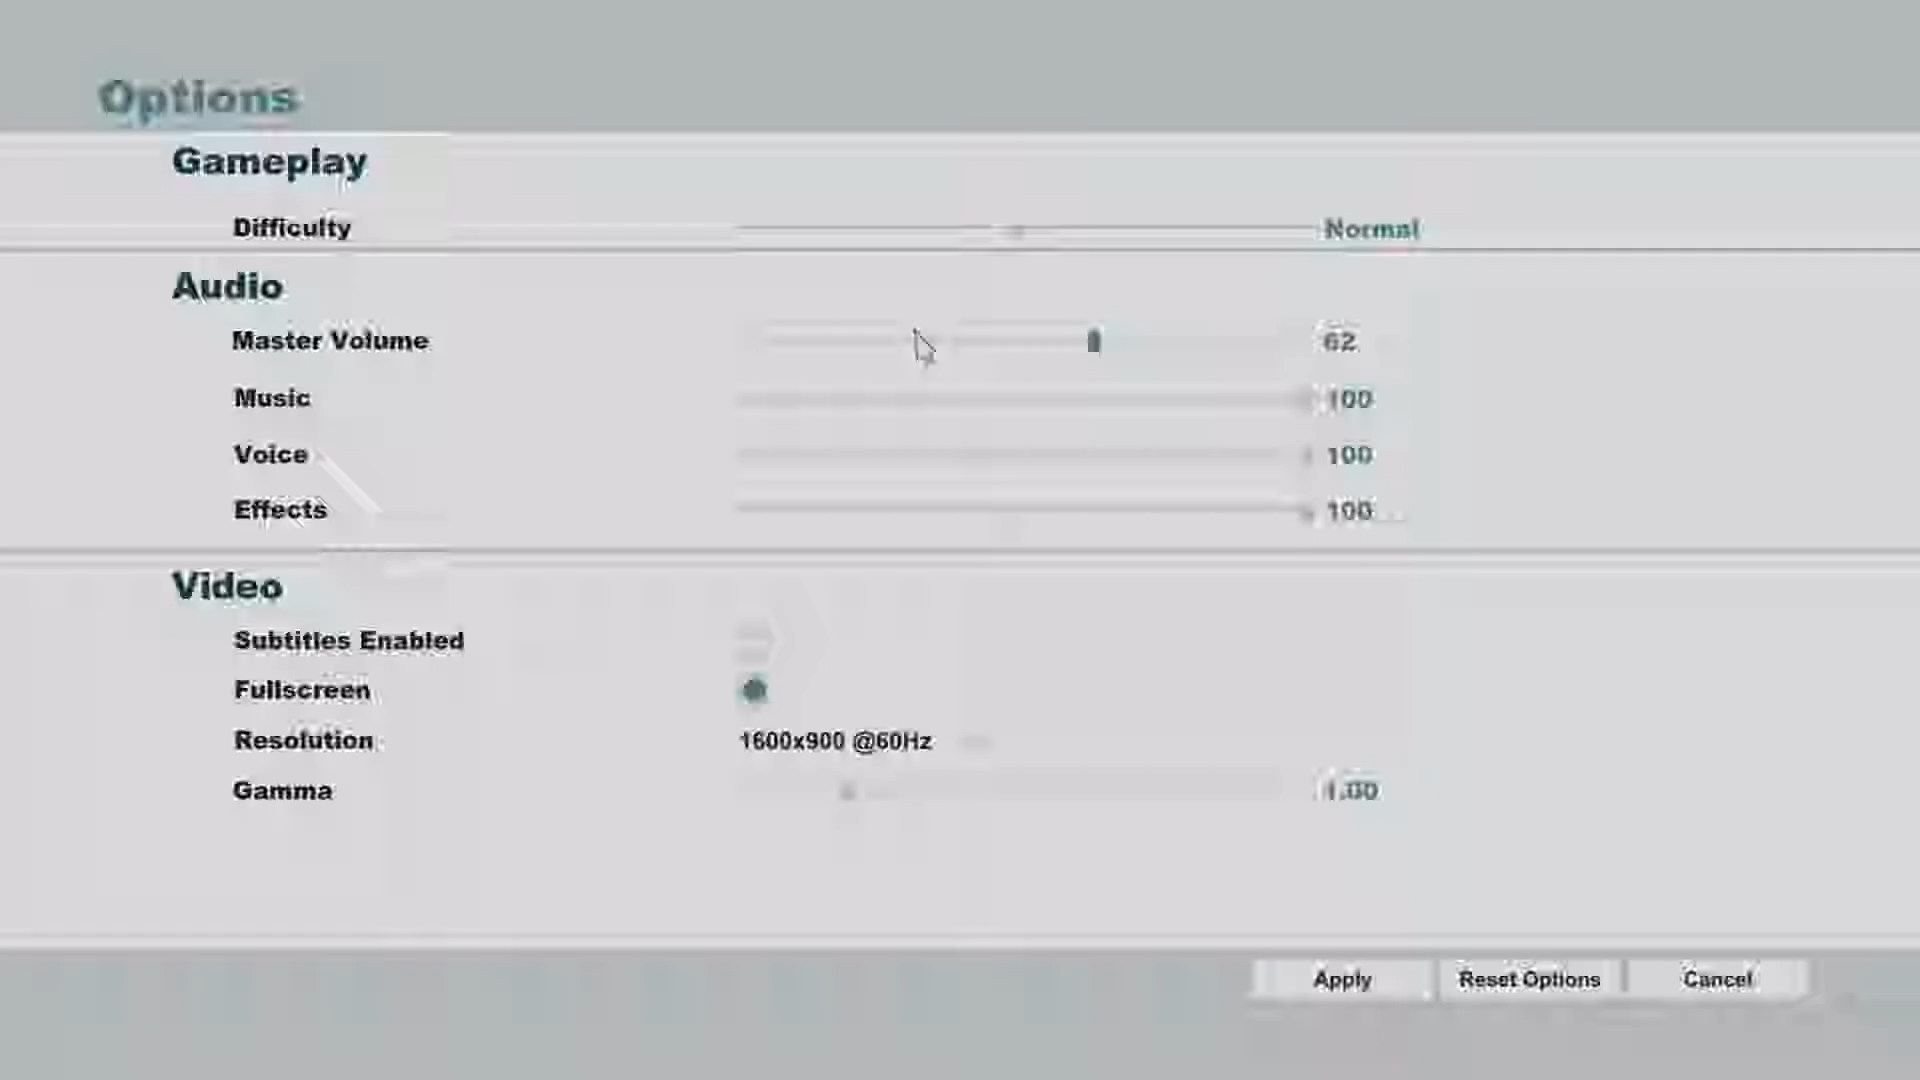 Options
Gameplay
Difficulty Normal
Audio
Master Volume 62
Music 100
Voice 100
Effects 100
Video
Subtitles Enabled
Fullscreen
Resolution 1600x900 @60Hz
Gamma 1.00
Apply Reset Options Cancel